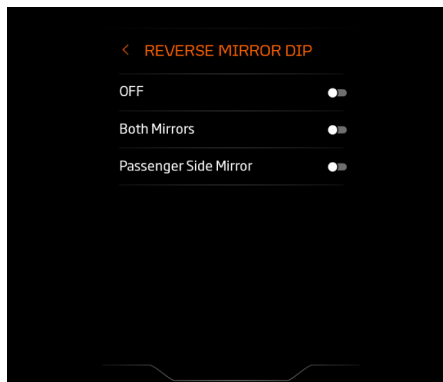 REVERSE MIRROR DIP
OFF
Both Mirrors
Passenger Side Mirror